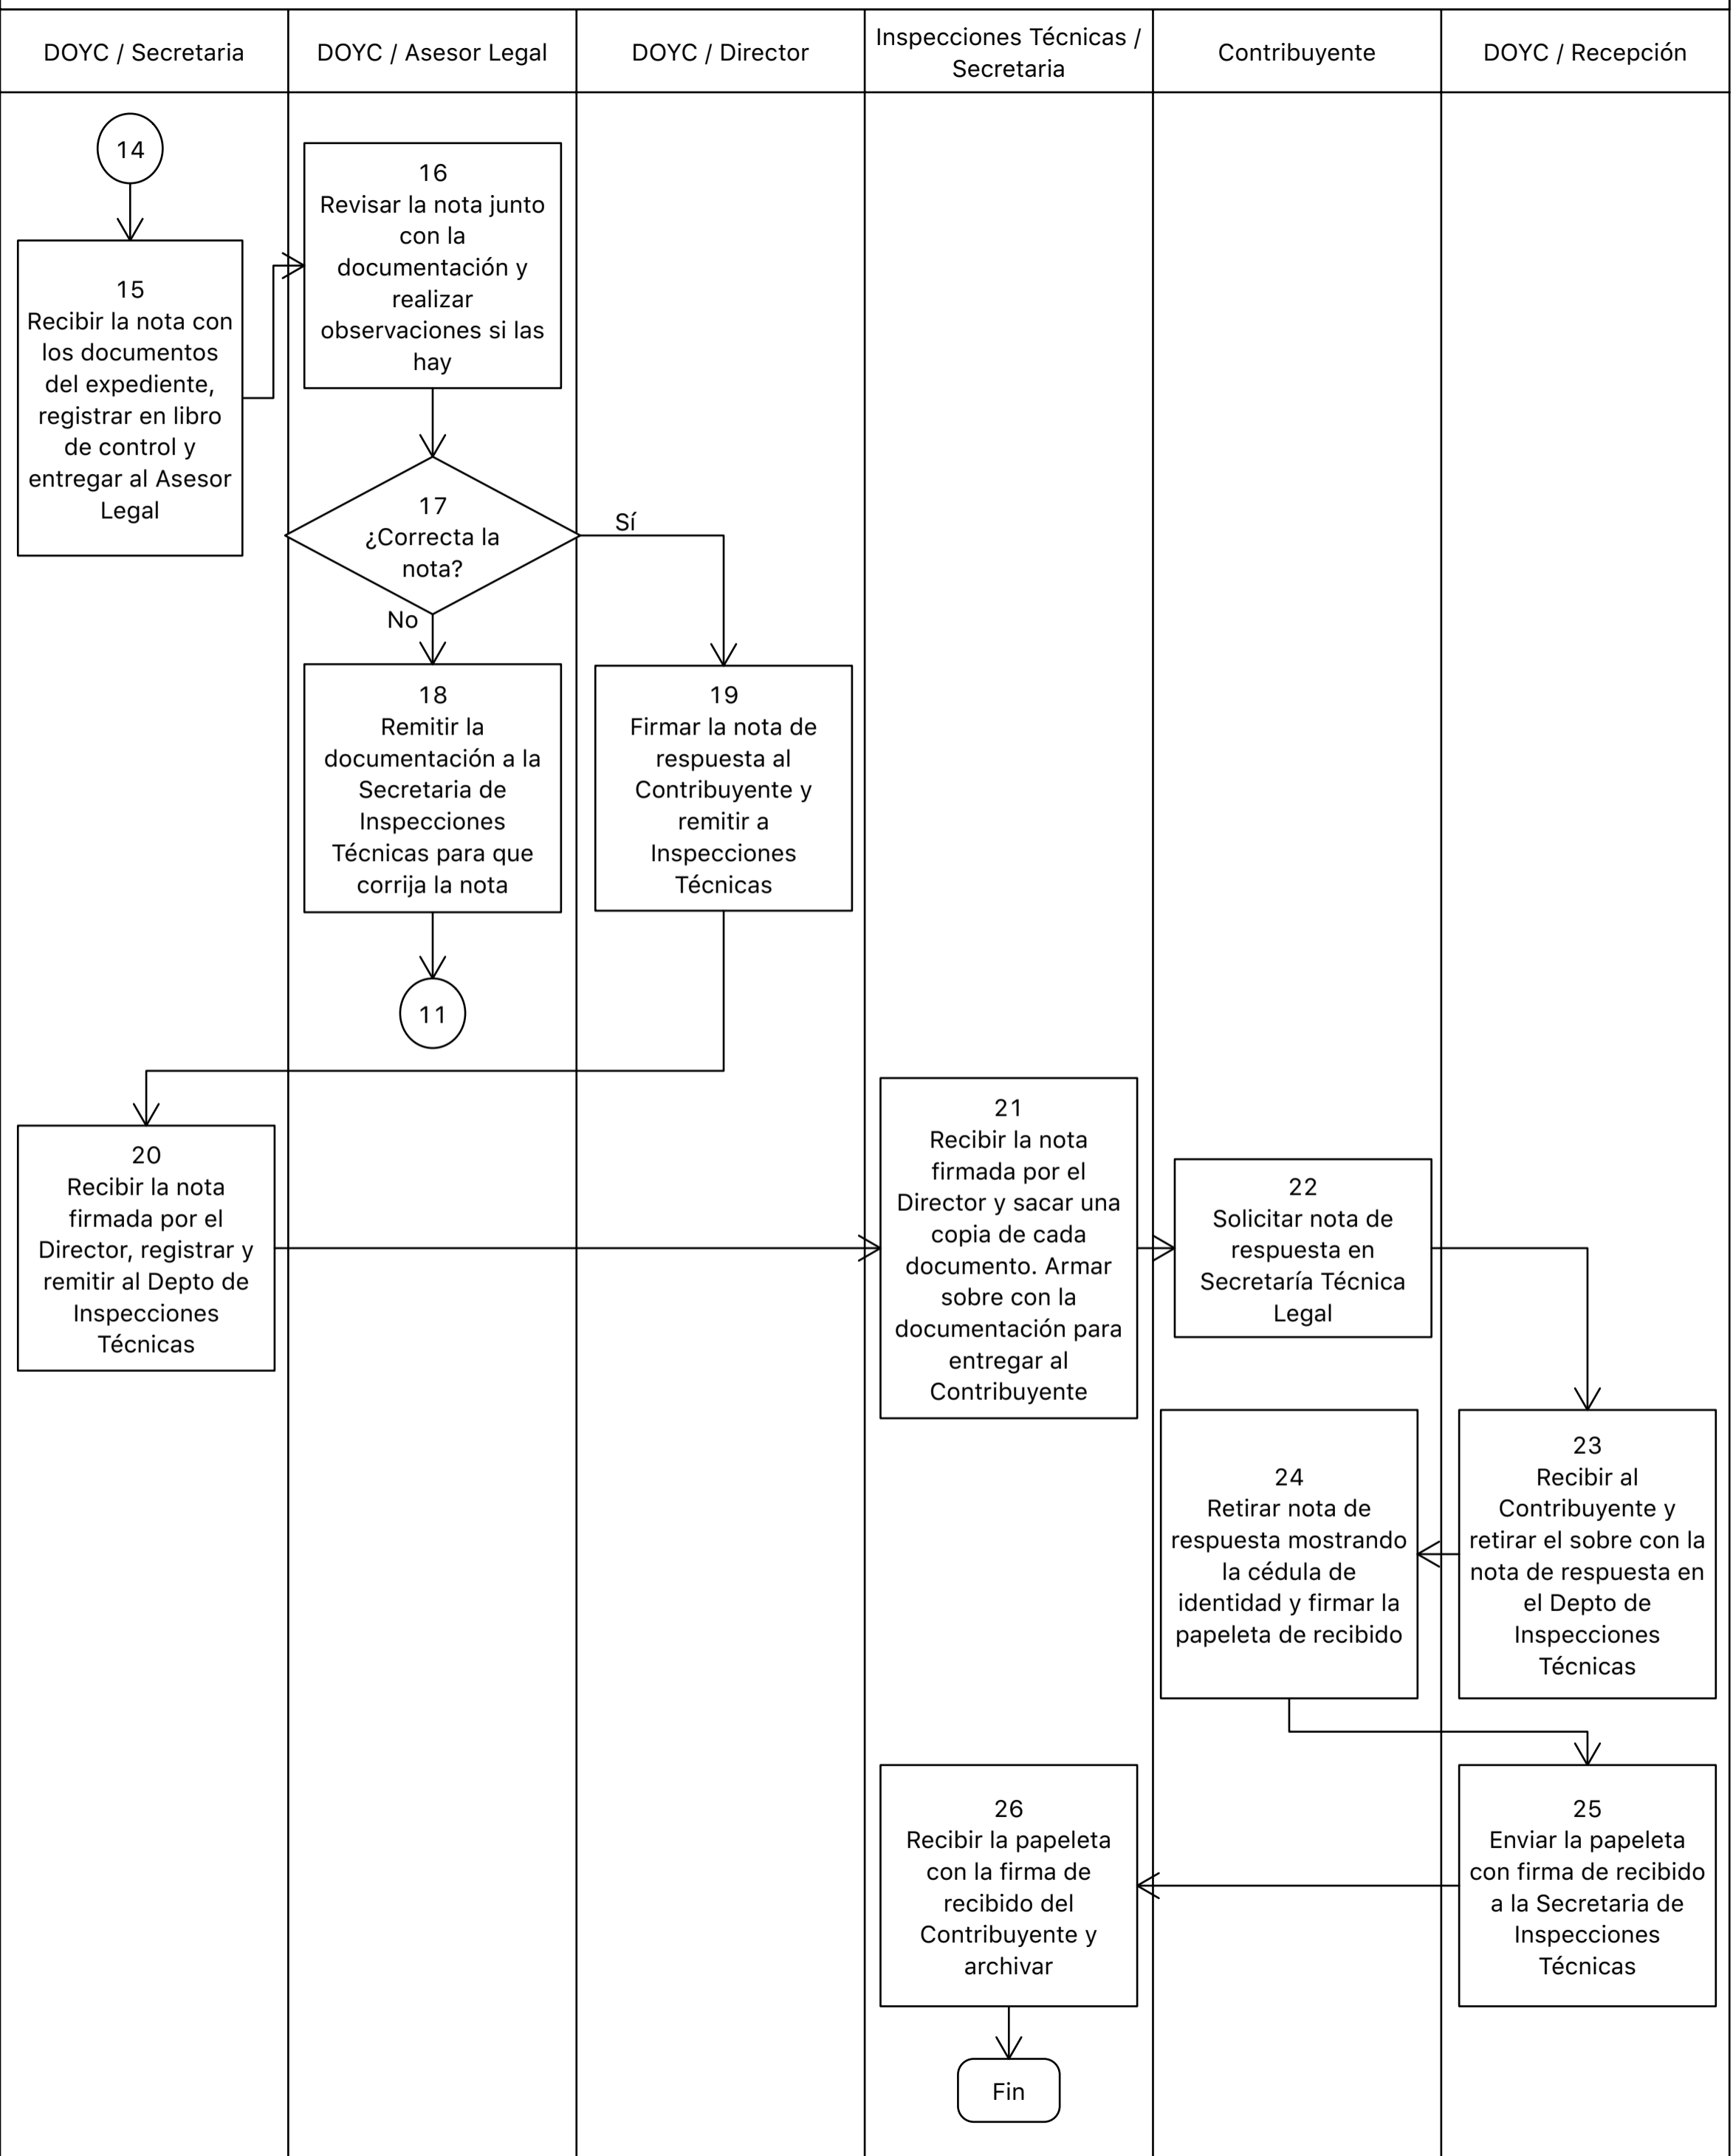 DOYC / Secretaria
DOYC / Asesor Legal
DOYC / Director
Inspecciones Técnicas /
Secretaria
Contribuyente
DOYC / Recepción
14
15
Recibir la nota con
los documentos
del expediente,
registrar en libro
de control y
entregar al Asesor
Legal
16
Revisar la nota junto
con la
documentación y
realizar
observaciones si las
hay
17
¿Correcta la
nota?
Sí
No
18
Remitir la
documentación a la
Secretaria de
Inspecciones
Técnicas para que
corrija la nota
19
Firmar la nota de
respuesta al
Contribuyente y
remitir a
Inspecciones
Técnicas
11
20
Recibir la nota
firmada por el
Director, registrar y
remitir al Depto de
Inspecciones
Técnicas
21
Recibir la nota
firmada por el
Director y sacar una
copia de cada
documento. Armar
sobre con la
documentación para
entregar al
Contribuyente
22
Solicitar nota de
respuesta en
Secretaría Técnica
Legal
23
Recibir al
Contribuyente y
retirar el sobre con la
nota de respuesta en
el Depto de
Inspecciones
Técnicas
24
Retirar nota de
respuesta mostrando
la cédula de
identidad y firmar la
papeleta de recibido
25
Enviar la papeleta
con firma de recibido
a la Secretaria de
Inspecciones
Técnicas
26
Recibir la papeleta
con la firma de
recibido del
Contribuyente y
archivar
Fin